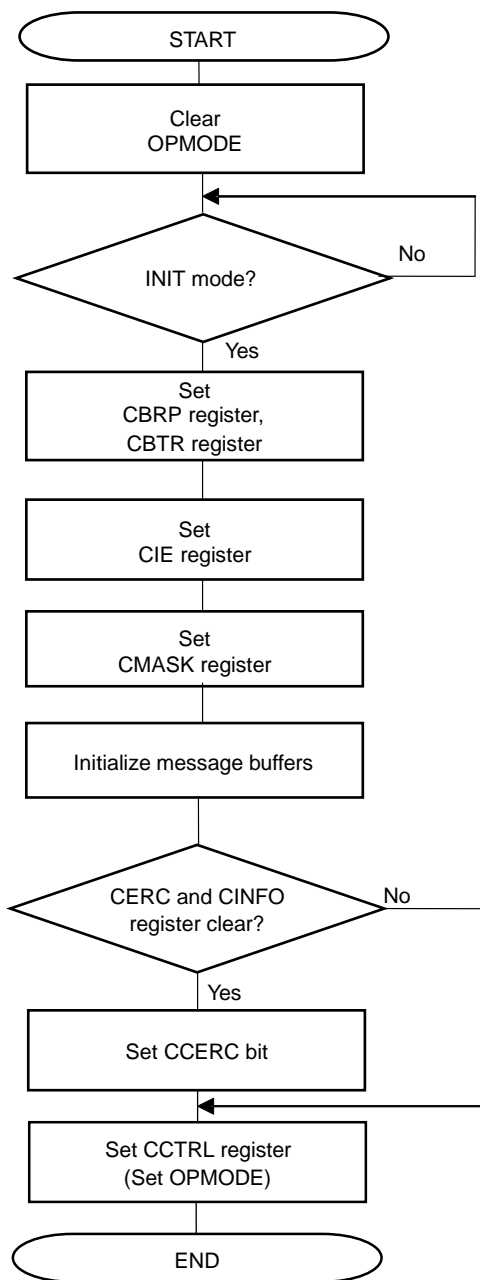 START
Clear
OPMODE
No
INIT mode?
Yes
Set
CBRP register,
CBTR register
Set
CIE register
Set
CMASK register
Initialize message buffers
CERC and CINFO
register clear?
No
Yes
Set CCERC bit
Set CCTRL register
(Set OPMODE)
END